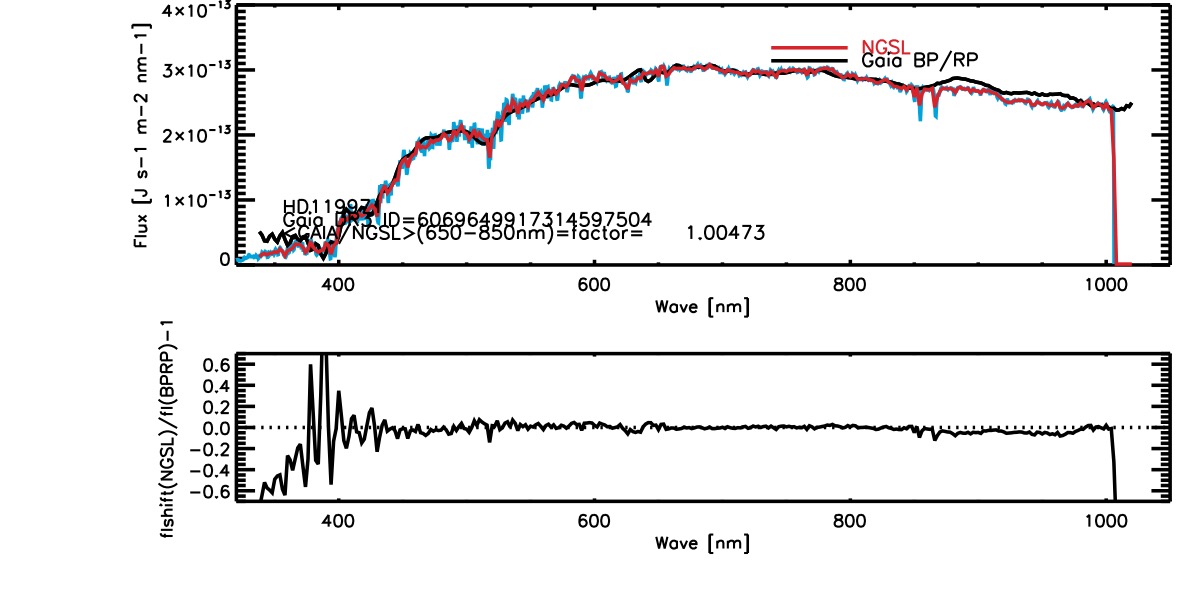 4×10−13
3×10−13
2×10−13
1×10−13
0
Flux [J s−1 m−2 nm−1]
NGSL
Gaia BP/RP
Gaia ID=6069649917314597504
<GAIA/NGSL>(650−850nm)=factor= 1.00473
400 600 800 1000
Wave [nm]
flshift(NGSL)/fl(BPRP)−1
0.6
0.4
0.2
0.0
−0.2
−0.4
−0.6
400 600 800 1000
Wave [nm]